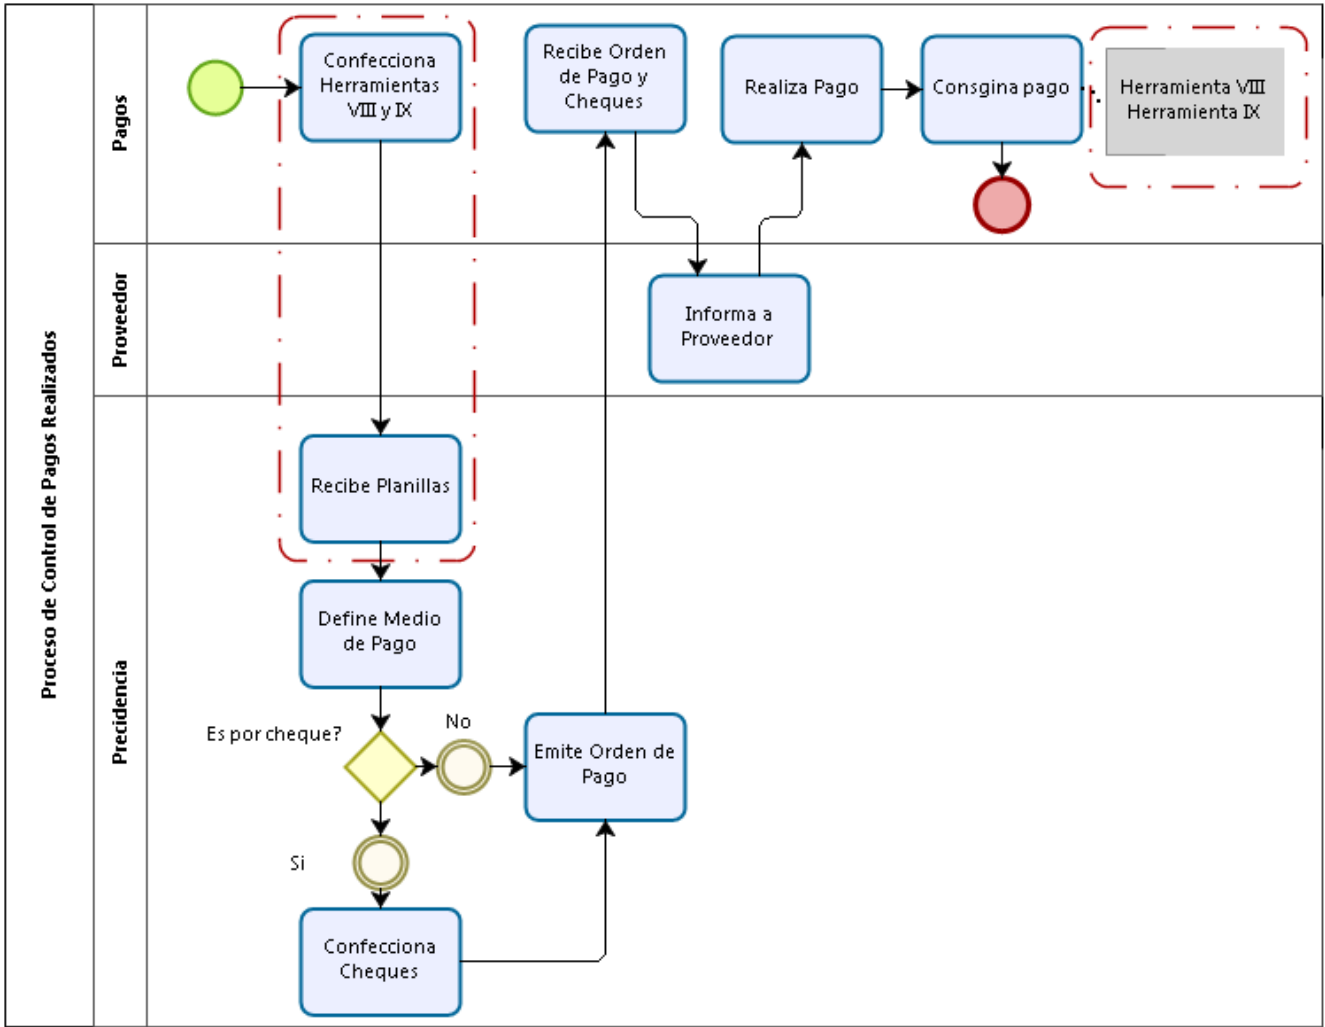 Proceso de Control de Pagos Realizados
Pagos
Confecciona
Herramientas
VIII y IX
Recibe Orden
de Pago y
Cheques
Realiza Pago
Consgina pago
Herramienta VIII
Herramienta IX
Proveedor
Informa a
Proveedor
Precidencia
Recibe Planillas
Define Medio
de Pago
Es por cheque?
No
Emite Orden de
Pago
Si
Confecciona
Cheques